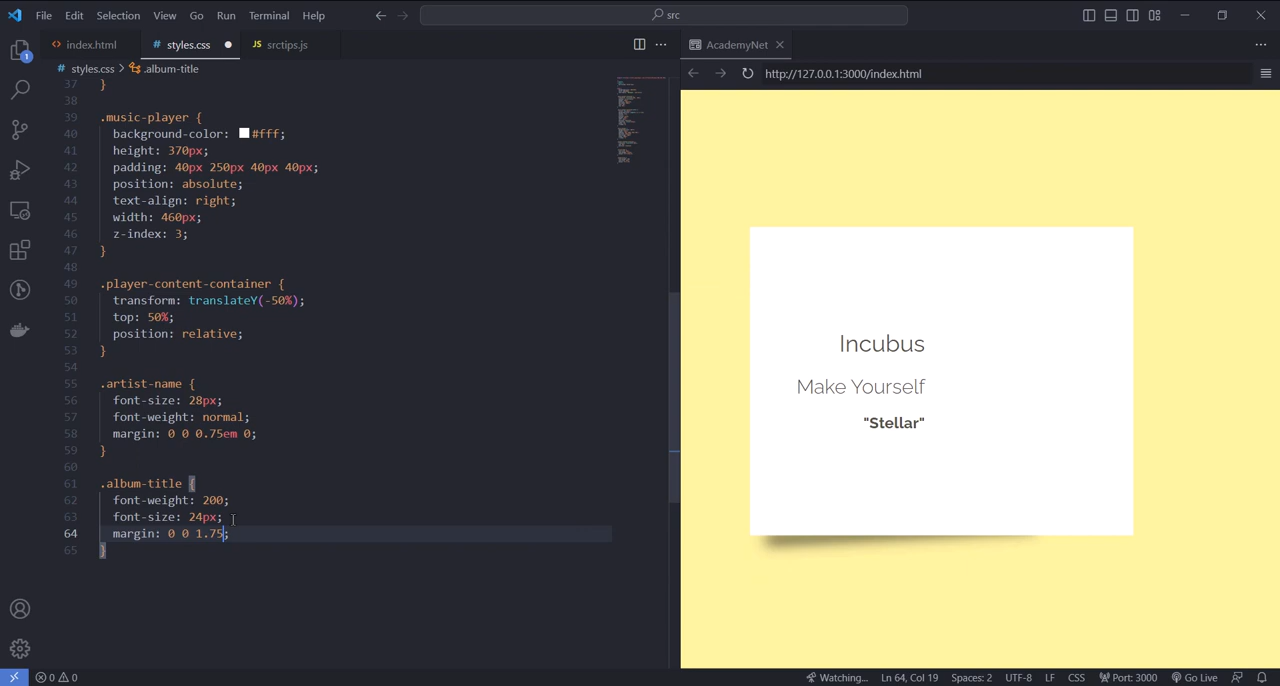 File Edit Selection View Go Run Terminal Help src
index.html # styles.css JS srctips.js AcademyNet
# styles.css > .album-title http://127.0.0.1:3000/index.html
1
37 }
38
39 .music-player {
40 background-color: #fff;
41 height: 370px;
42 padding: 40px 250px 40px 40px;
43 position: absolute;
44 text-align: right;
45 width: 460px;
46 z-index: 3;
47 }
48
49 .player-content-container {
50 transform: translateY(-50%);
51 top: 50%;
52 position: relative;
53 }
54
55 .artist-name {
56 font-size: 28px;
57 font-weight: normal;
58 margin: 0 0 0.75em 0;
59 }
60
61 .album-title {
62 font-weight: 200;
63 font-size: 24px;
64 margin: 0 0 1.75;
65 }
Incubus
Make Yourself
"Stellar"
0 0 Watching... Ln 64, Col 19 Spaces: 2 UTF-8 LF CSS Port: 3000 Go Live